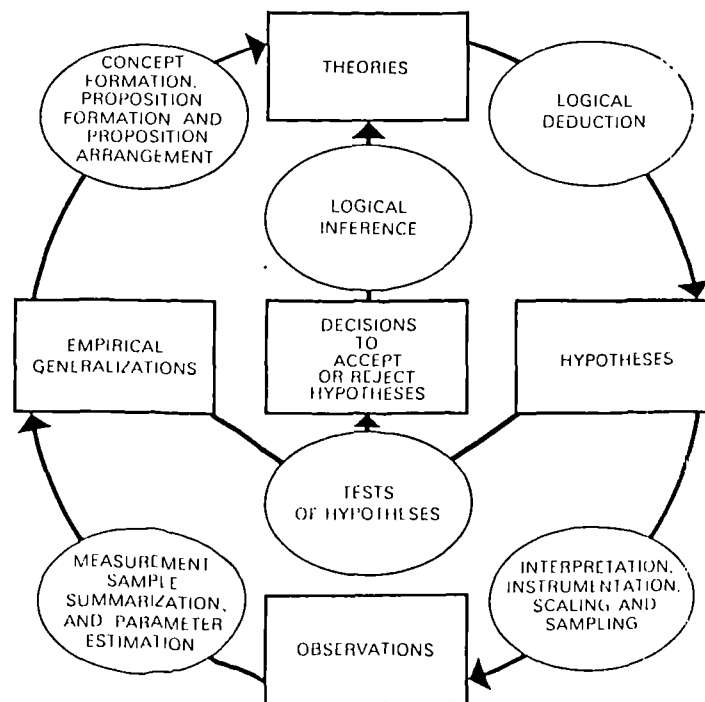 CONCEPT
FORMATION,
PROPOSITION
FORMATION AND
PROPOSITION
ARRANGEMENT
THEORIES
LOGICAL
DEDUCTION
LOGICAL
INFERENCE
EMPIRICAL
GENERALIZATIONS
DECISIONS
TO
ACCEPT
OR REJECT
HYPOTHESES
HYPOTHESES
TESTS
OF HYPOTHESES
MEASUREMENT
SAMPLE
SUMMARIZATION,
AND PARAMETER
ESTIMATION
INTERPRETATION,
INSTRUMENTATION,
SCALING AND
SAMPLING
OBSERVATIONS